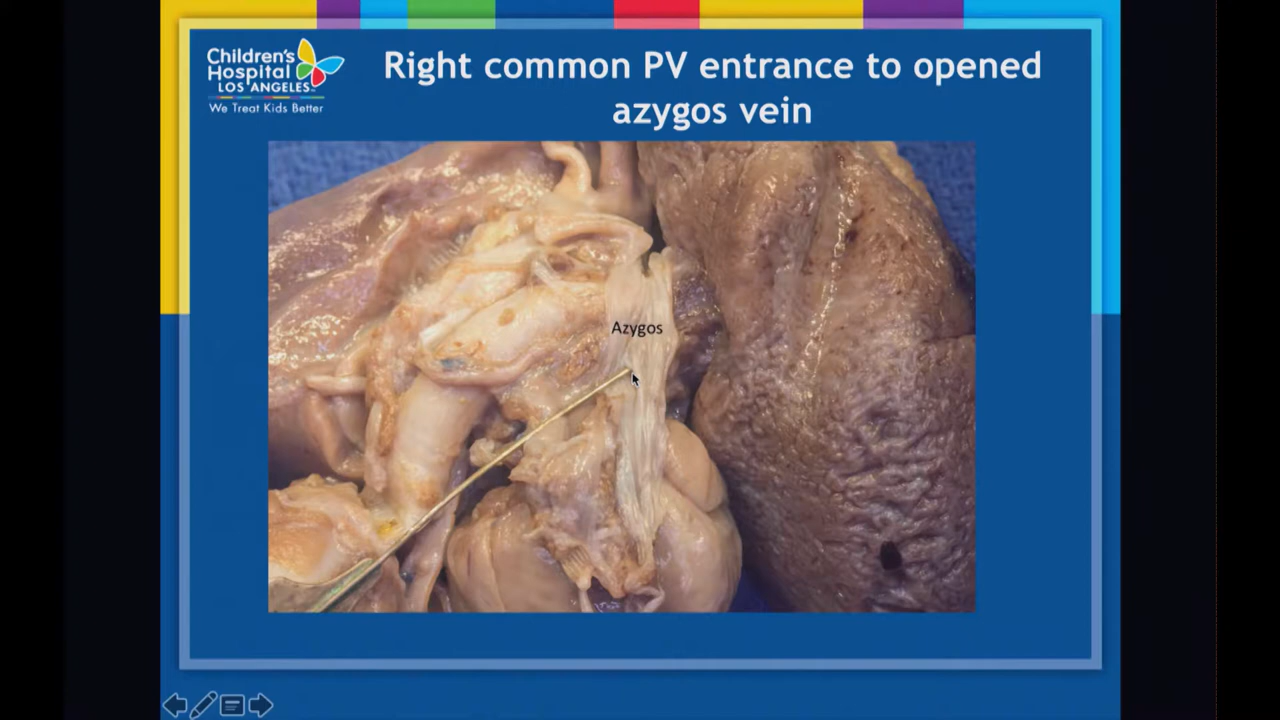 Children's
Hospital
LOS ANGELES
We Treat Kids Better
Right common PV entrance to opened
azygos vein
Azygos